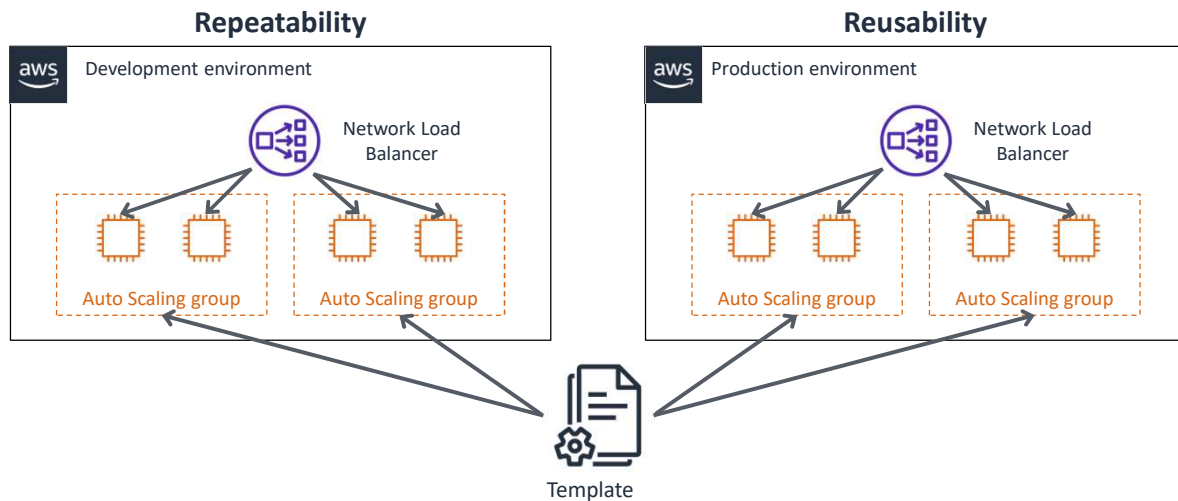 Repeatability
Reusability
aws
Development environment
Network Load
Balancer
Auto Scaling group
Auto Scaling group
aws
Production environment
Network Load
Balancer
Auto Scaling group
Auto Scaling group
Template